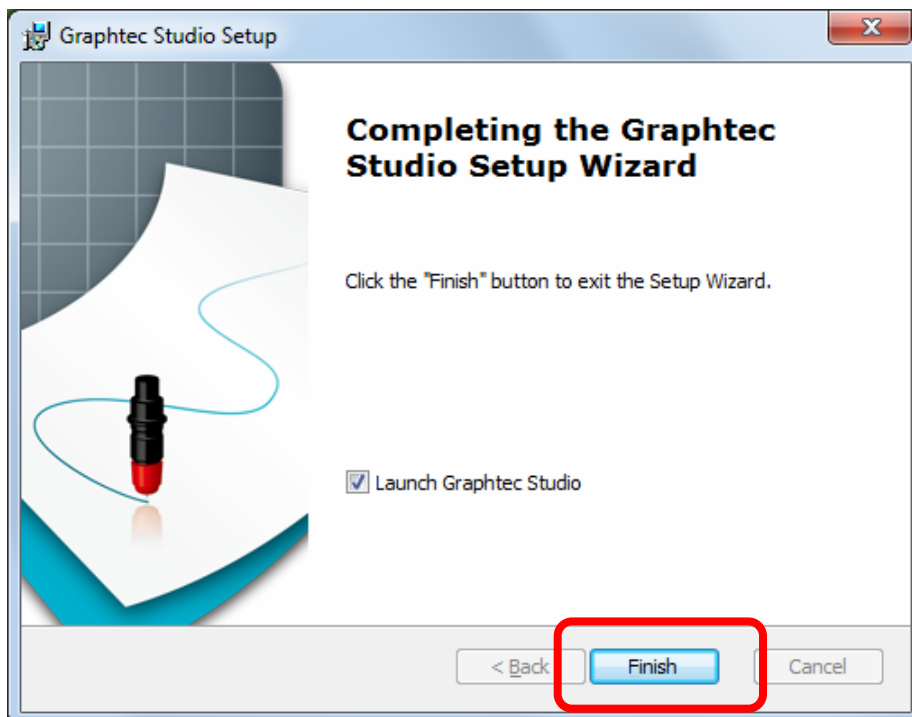 Graphtec Studio Setup
Completing the Graphtec
Studio Setup Wizard
Click the "Finish" button to exit the Setup Wizard.
Launch Graphtec Studio
< Back Finish Cancel